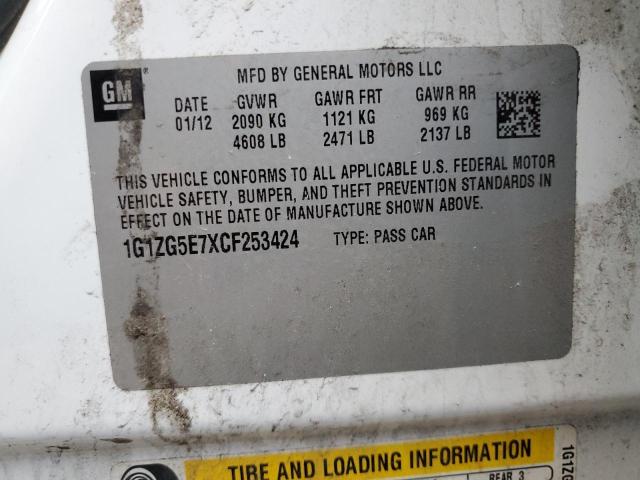 GM
MFD BY GENERAL MOTORS LLC
DATE GVWR GAWR FRT GAWR RR
01/12 2090 KG 1121 KG 969 KG
4608 LB 2471 LB 2137 LB
THIS VEHICLE CONFORMS TO ALL APPLICABLE U.S. FEDERAL MOTOR
VEHICLE SAFETY, BUMPER, AND THEFT PREVENTION STANDARDS IN
EFFECT ON THE DATE OF MANUFACTURE SHOWN ABOVE.
1G1ZG5E7XCF253424 TYPE: PASS CAR
TIRE AND LOADING INFORMATION
REAR 3
1G1ZG